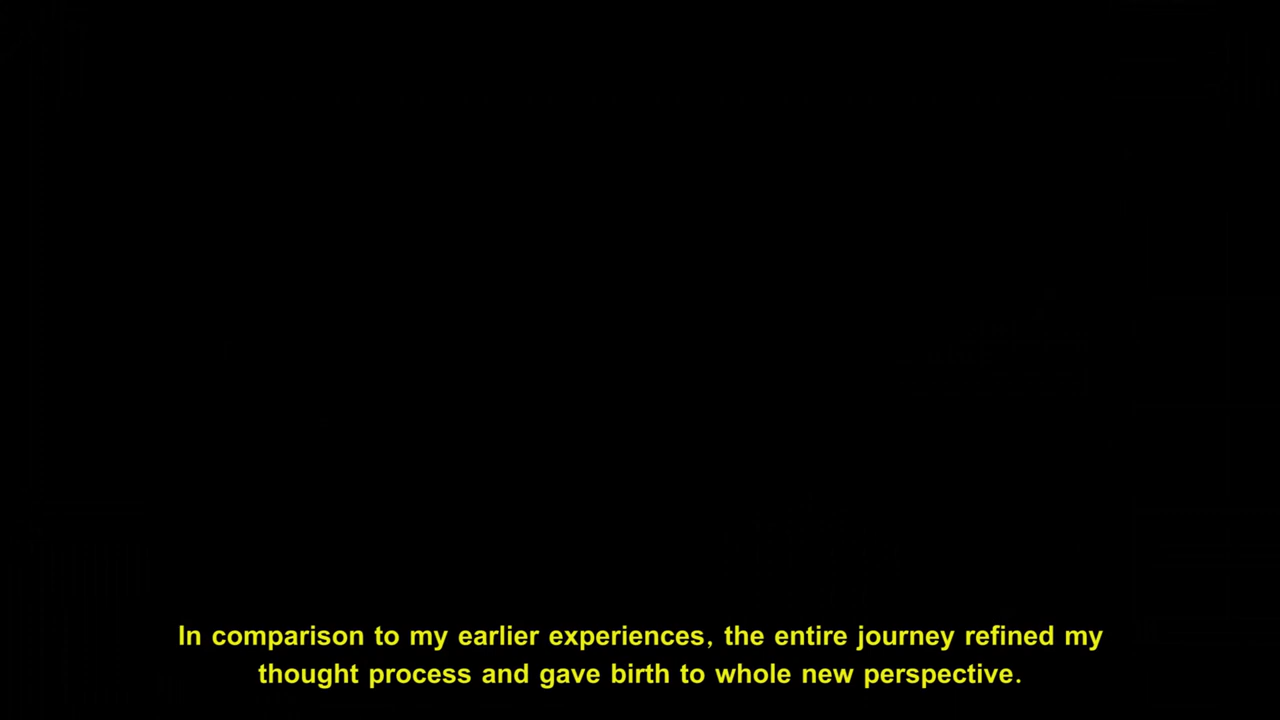 In comparison to my earlier experiences, the entire journey refined my
thought process and gave birth to whole new perspective.